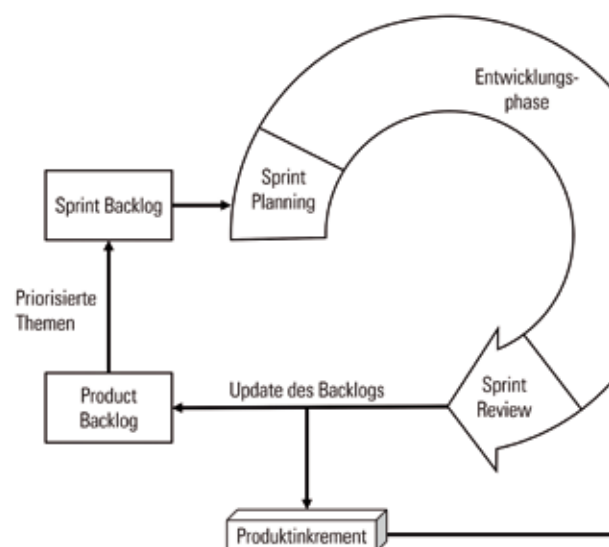 Entwicklungs-
phase
Sprint
Planning
Sprint Backlog
Priorisierte
Themen
Product
Backlog
Update des Backlogs
Sprint
Review
Produktinkrement